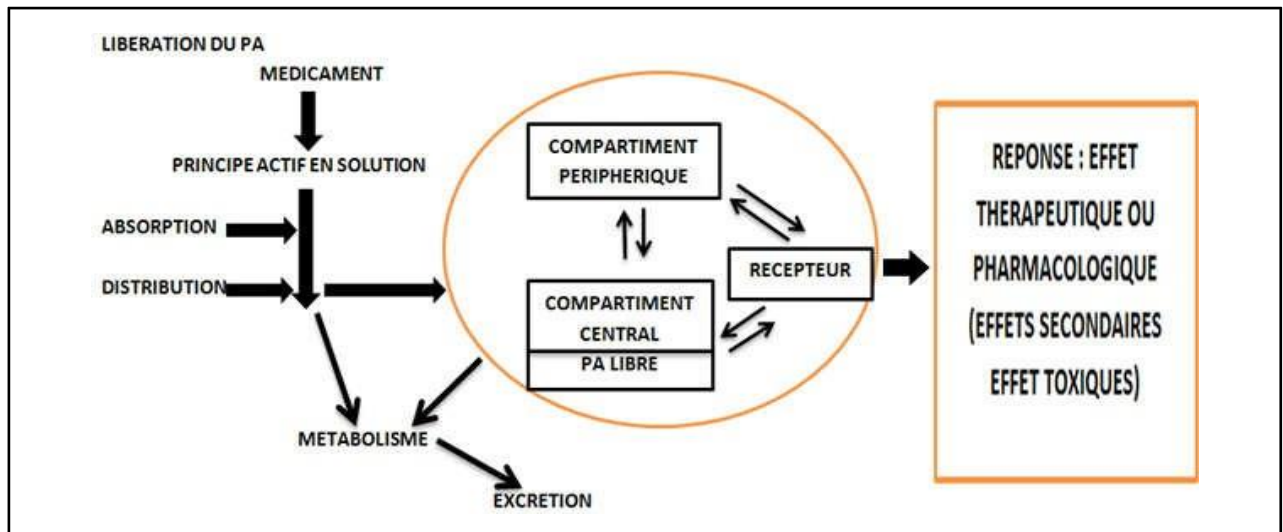 LIBERATION DU PA
MEDICAMENT
PRINCIPE ACTIF EN SOLUTION
ABSORPTION
DISTRIBUTION
METABOLISME
EXCRETION
COMPARTIMENT
PERIPHERIQUE
RECEPTEUR
COMPARTIMENT
CENTRAL
PA LIBRE
REPONSE : EFFET
THERAPEUTIQUE OU
PHARMACOLOGIQUE
(EFFETS SECONDAIRES
EFFET TOXIQUES)